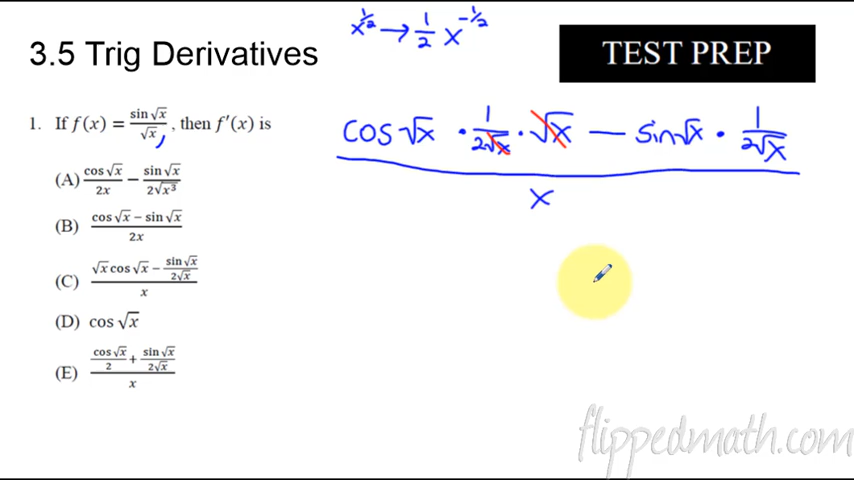 x^{1/2} → 1/2 x^{-1/2}
3.5 Trig Derivatives
TEST PREP
1. If f(x) = sin √x / √x , then f′(x) is
cos √x · 1/(2√x) · √x — sin √x · 1/(2√x)
x
(A) cos √x / 2x − sin √x / 2√x³
(B) (cos √x − sin √x) / 2x
(C) (√x cos √x − sin √x / 2√x) / x
(D) cos √x
(E) (cos √x / 2 + sin √x / 2√x) / x
flippedmath.com